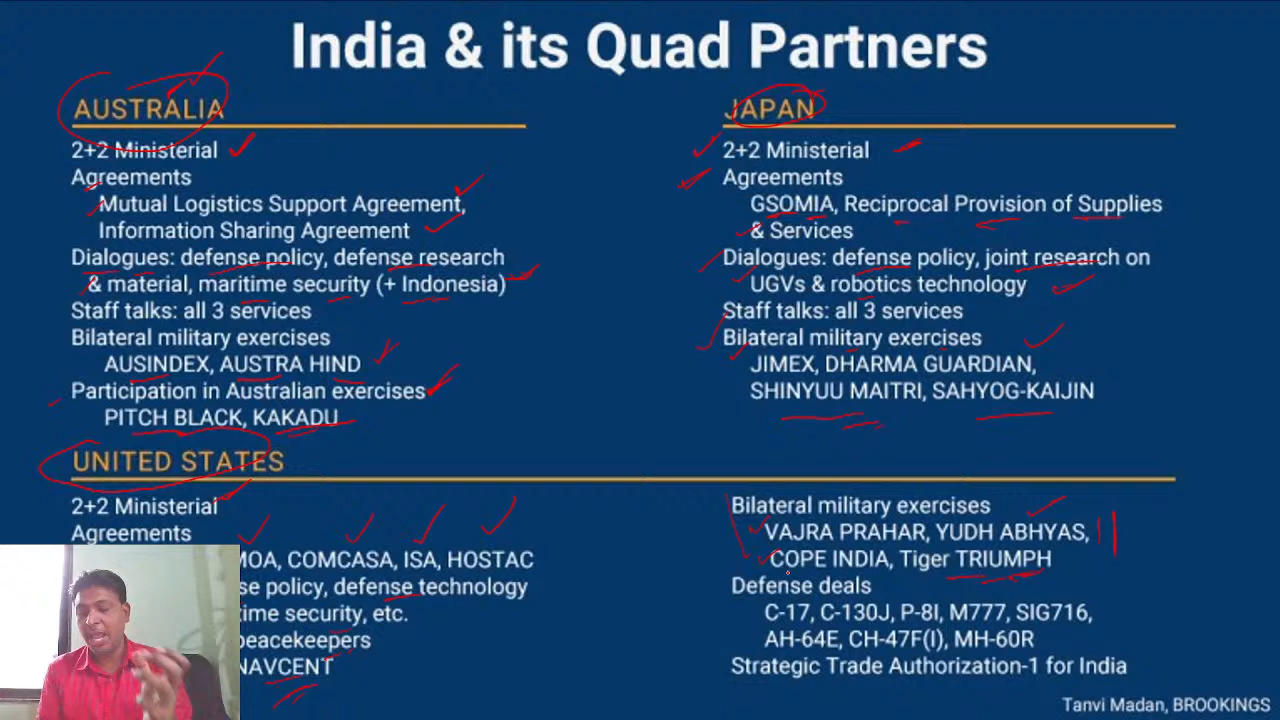 India & its Quad Partners
AUSTRALIA
2+2 Ministerial
Agreements
Mutual Logistics Support Agreement,
Information Sharing Agreement
Dialogues: defense policy, defense research
& material, maritime security (+ Indonesia)
Staff talks: all 3 services
Bilateral military exercises
AUSINDEX, AUSTRA HIND
Participation in Australian exercises
PITCH BLACK, KAKADU
JAPAN
2+2 Ministerial
Agreements
GSOMIA, Reciprocal Provision of Supplies
& Services
Dialogues: defense policy, joint research on
UGVs & robotics technology
Staff talks: all 3 services
Bilateral military exercises
JIMEX, DHARMA GUARDIAN,
SHINYUU MAITRI, SAHYOG-KAIJIN
UNITED STATES
2+2 Ministerial
Agreements
MOA, COMCASA, ISA, HOSTAC
se policy, defense technology
time security, etc.
peacekeepers
NAVCENT
Bilateral military exercises
VAJRA PRAHAR, YUDH ABHYAS,
COPE INDIA, Tiger TRIUMPH
Defense deals
C-17, C-130J, P-8I, M777, SIG716,
AH-64E, CH-47F(I), MH-60R
Strategic Trade Authorization-1 for India
Tanvi Madan, BROOKINGS